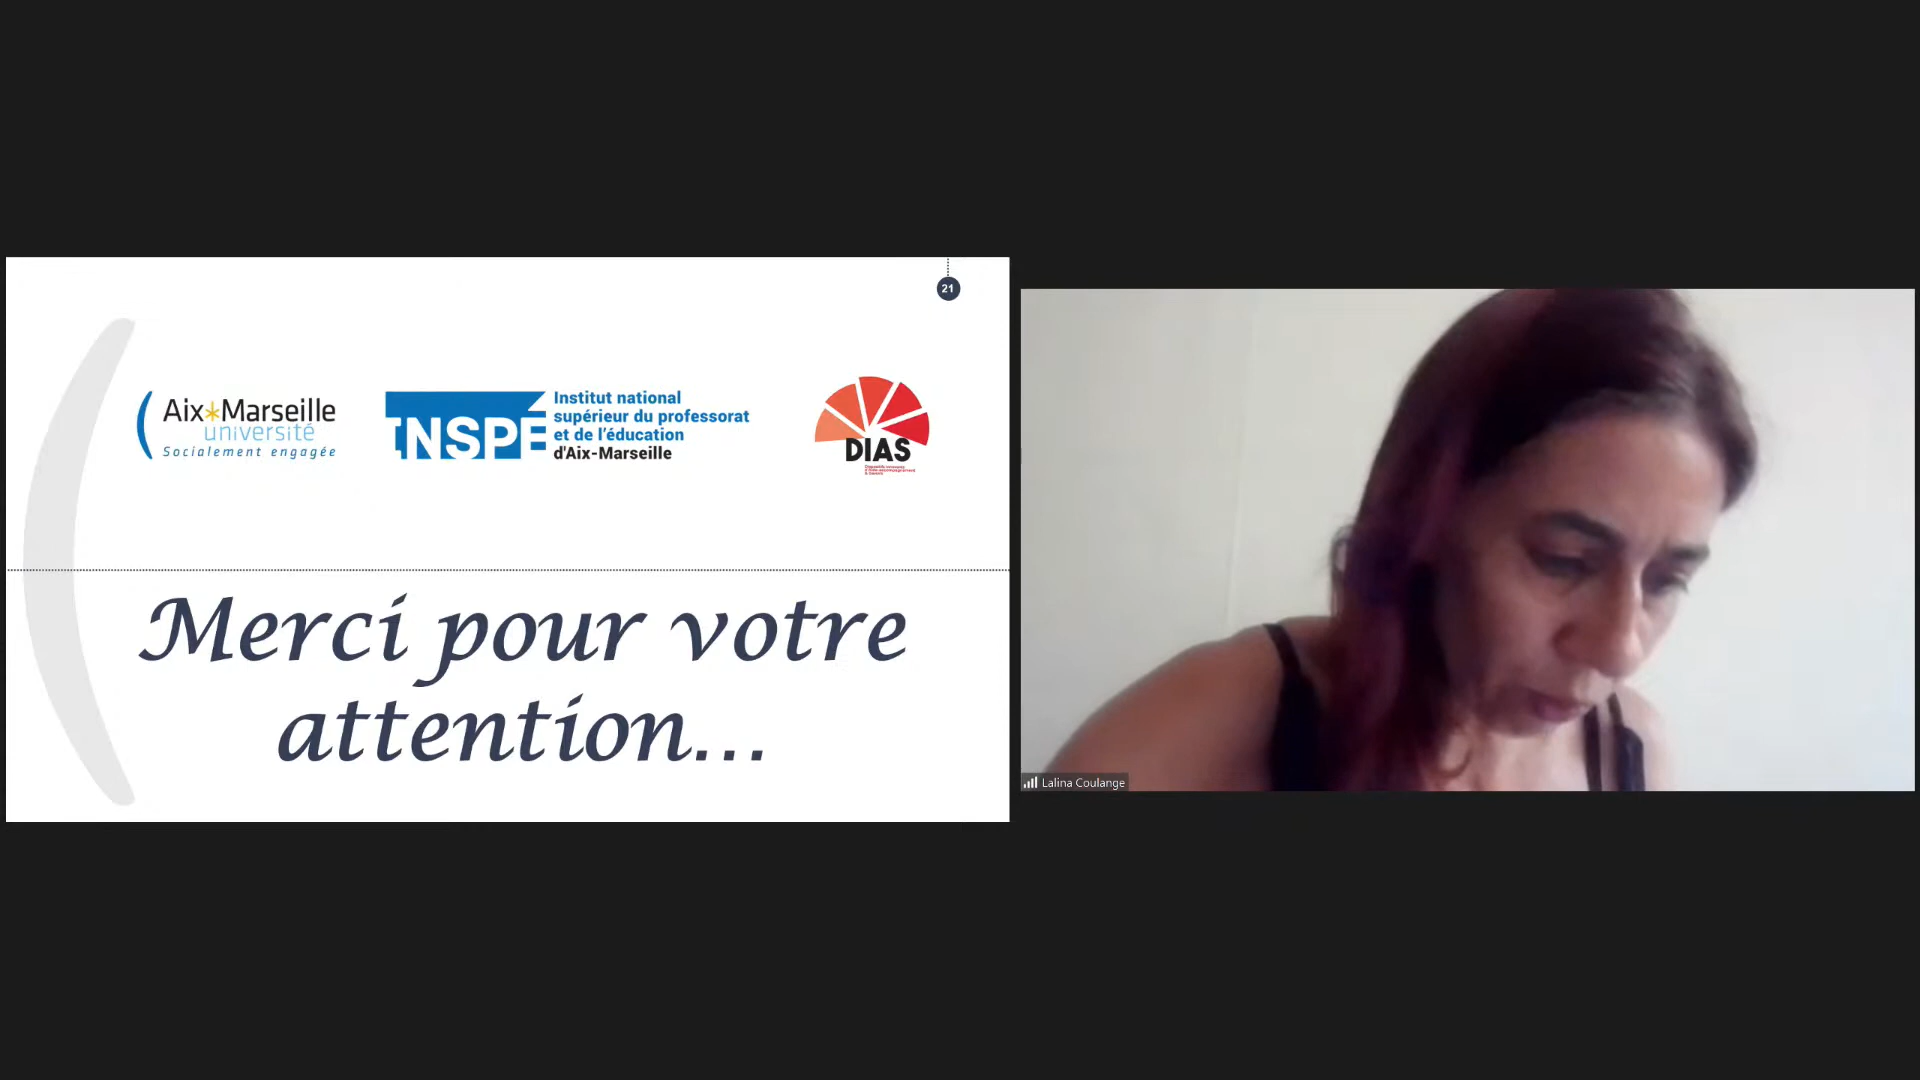 21
Aix*Marseille
université
Socialement engagée
INSPÉ
Institut national
supérieur du professorat
et de l'éducation
d'Aix-Marseille
DIAS
Merci pour votre
attention...
Lalina Coulange